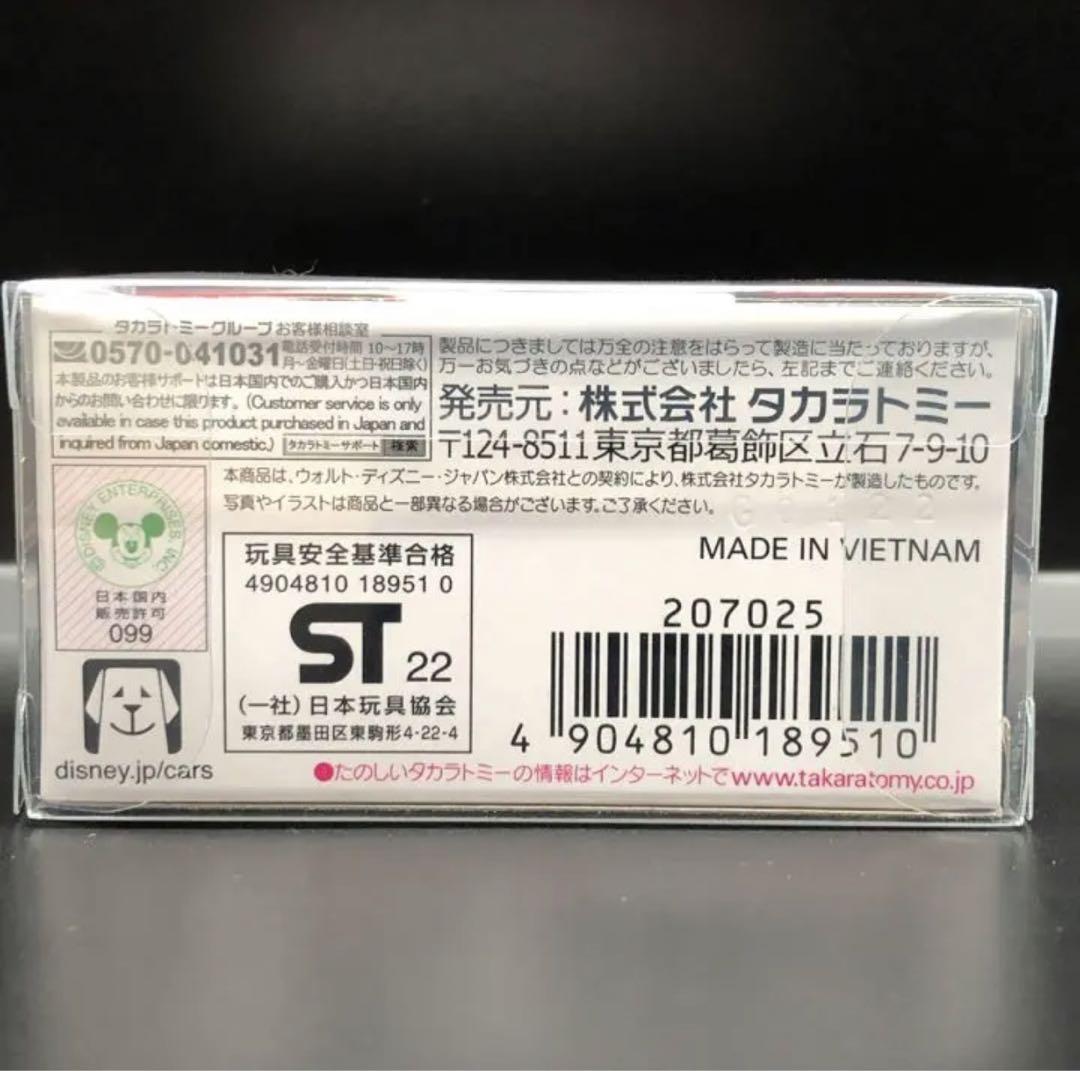 タカラトミーグループ お客様相談室
0570-041031 電話受付時間 10〜17時
月〜金曜日(土日・祝日除く)
本製品のお客様サポートは日本国内でのご購入かつ日本国内
からのお問い合わせに限ります。(Customer service is only
available in case this product purchased in Japan and
inquired from Japan domestic.) タカラトミーサポート 検索
製品につきましては万全の注意をはらって製造に当たっておりますが、
万一お気づきの点などがございましたら、左記までご連絡ください。
発売元:株式会社 タカラトミー
〒124-8511 東京都葛飾区立石7-9-10
本商品は、ウォルト・ディズニー・ジャパン株式会社との契約により、株式会社タカラトミーが製造したものです。
写真やイラストは商品と一部異なる場合がございます。ご了承ください。
©DISNEY ENTERPRISES, INC.
日本国内
販売許可
099
disney.jp/cars
玩具安全基準合格
4904810 18951 0
ST 22
(一社)日本玩具協会
東京都墨田区東駒形4-22-4
MADE IN VIETNAM
207025
4 904810 189510
●たのしいタカラトミーの情報はインターネットで www.takaratomy.co.jp